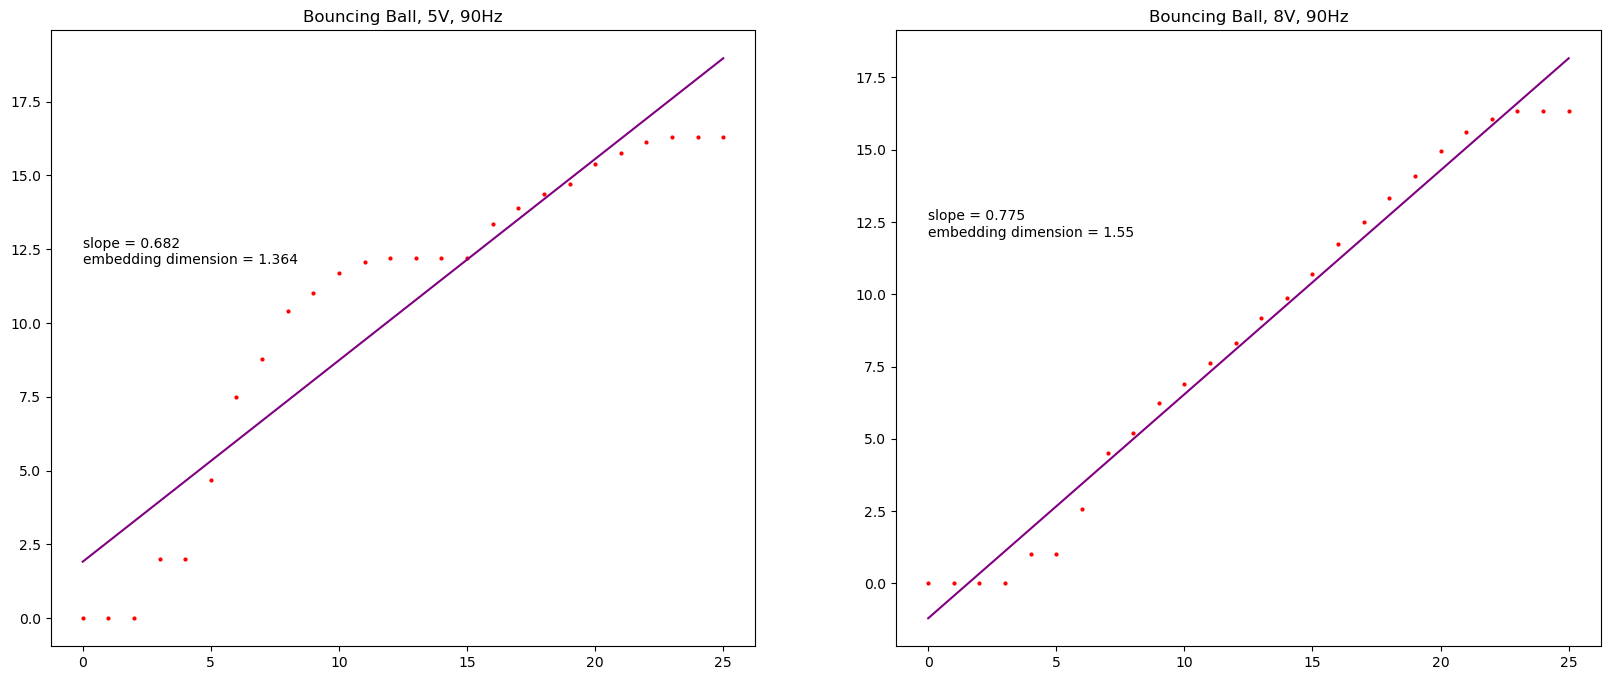 Bouncing Ball, 5V, 90Hz
17.5
15.0
12.5
10.0
7.5
5.0
2.5
0.0
slope = 0.682
embedding dimension = 1.364
0 5 10 15 20 25
Bouncing Ball, 8V, 90Hz
17.5
15.0
12.5
10.0
7.5
5.0
2.5
0.0
slope = 0.775
embedding dimension = 1.55
0 5 10 15 20 25